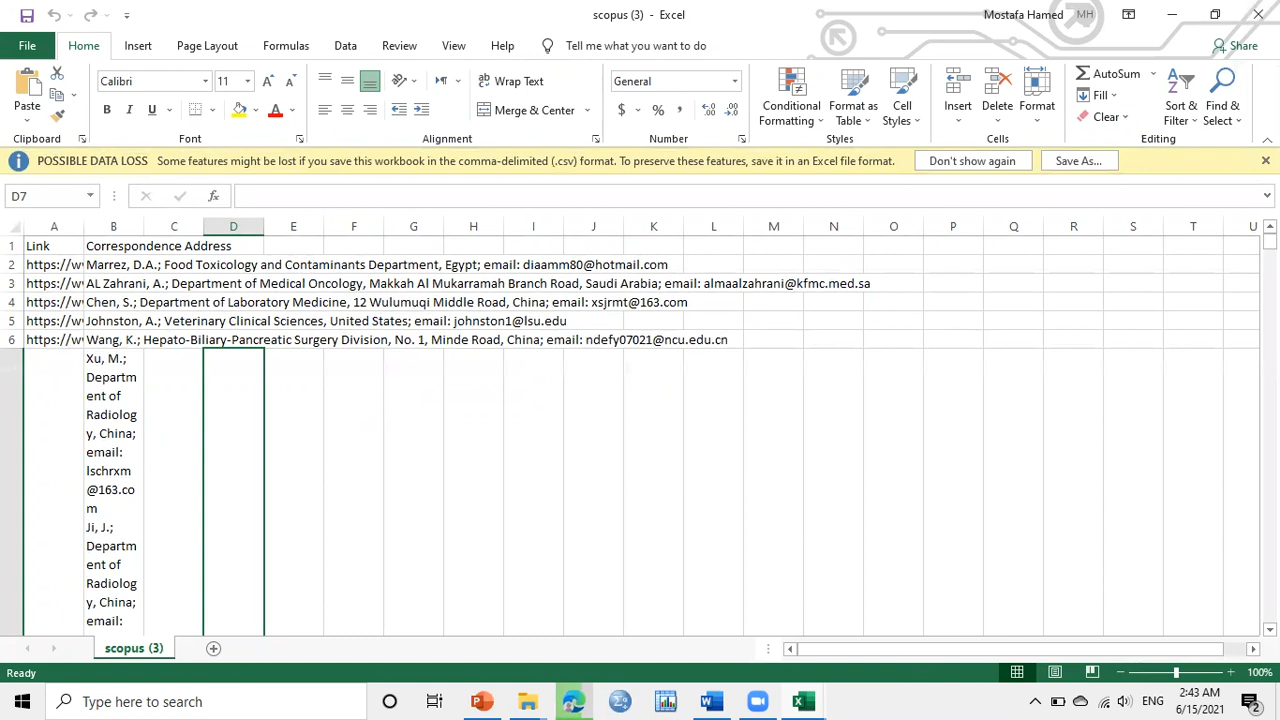 scopus (3) - Excel
Mostafa Hamed MH
File Home Insert Page Layout Formulas Data Review View Help Tell me what you want to do Share
Calibri 11
Wrap Text
General
Paste
B I U
Merge & Center
$ % ,
Conditional Formatting
Format as Table
Cell Styles
Insert
Delete
Format
AutoSum
Fill
Clear
Sort & Filter
Find & Select
Clipboard Font Alignment Number Styles Cells Editing
POSSIBLE DATA LOSS Some features might be lost if you save this workbook in the comma-delimited (.csv) format. To preserve these features, save it in an Excel file format. Don't show again Save As...
D7 fx
A B C D E F G H I J K L M N O P Q R S T U
1 Link Correspondence Address
2 https://w Marrez, D.A.; Food Toxicology and Contaminants Department, Egypt; email: diaamm80@hotmail.com
3 https://w AL Zahrani, A.; Department of Medical Oncology, Makkah Al Mukarramah Branch Road, Saudi Arabia; email: almaalzahrani@kfmc.med.sa
4 https://w Chen, S.; Department of Laboratory Medicine, 12 Wulumuqi Middle Road, China; email: xsjrmt@163.com
5 https://w Johnston, A.; Veterinary Clinical Sciences, United States; email: johnston1@lsu.edu
6 https://w Wang, K.; Hepato-Biliary-Pancreatic Surgery Division, No. 1, Minde Road, China; email: ndefy07021@ncu.edu.cn
Xu, M.;
Departm
ent of
Radiolog
y, China;
email:
lschrxm
@163.co
m
Ji, J.;
Departm
ent of
Radiolog
y, China;
email:
scopus (3)
Ready
100%
Type here to search
ENG
2:43 AM
6/15/2021
2